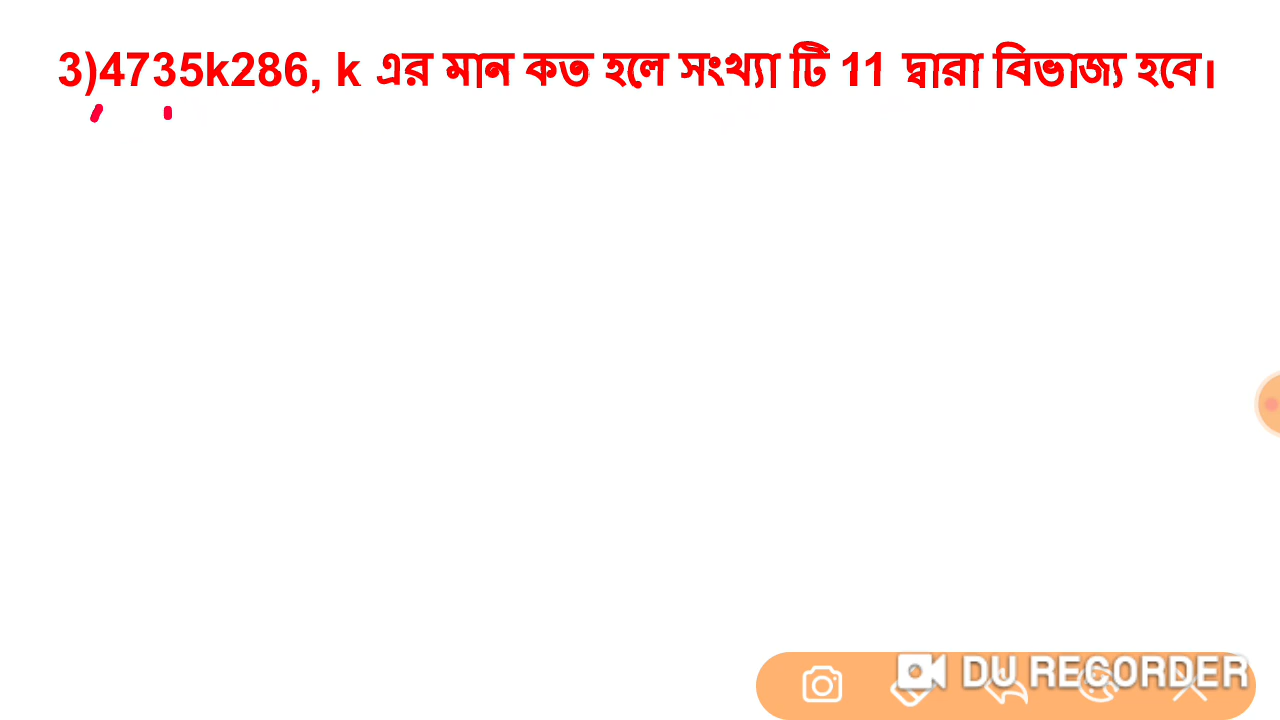 3)4735k286, k এর মান কত হলে সংখ্যা টি 11 দ্বারা বিভাজ্য হবে।
DU RECORDER